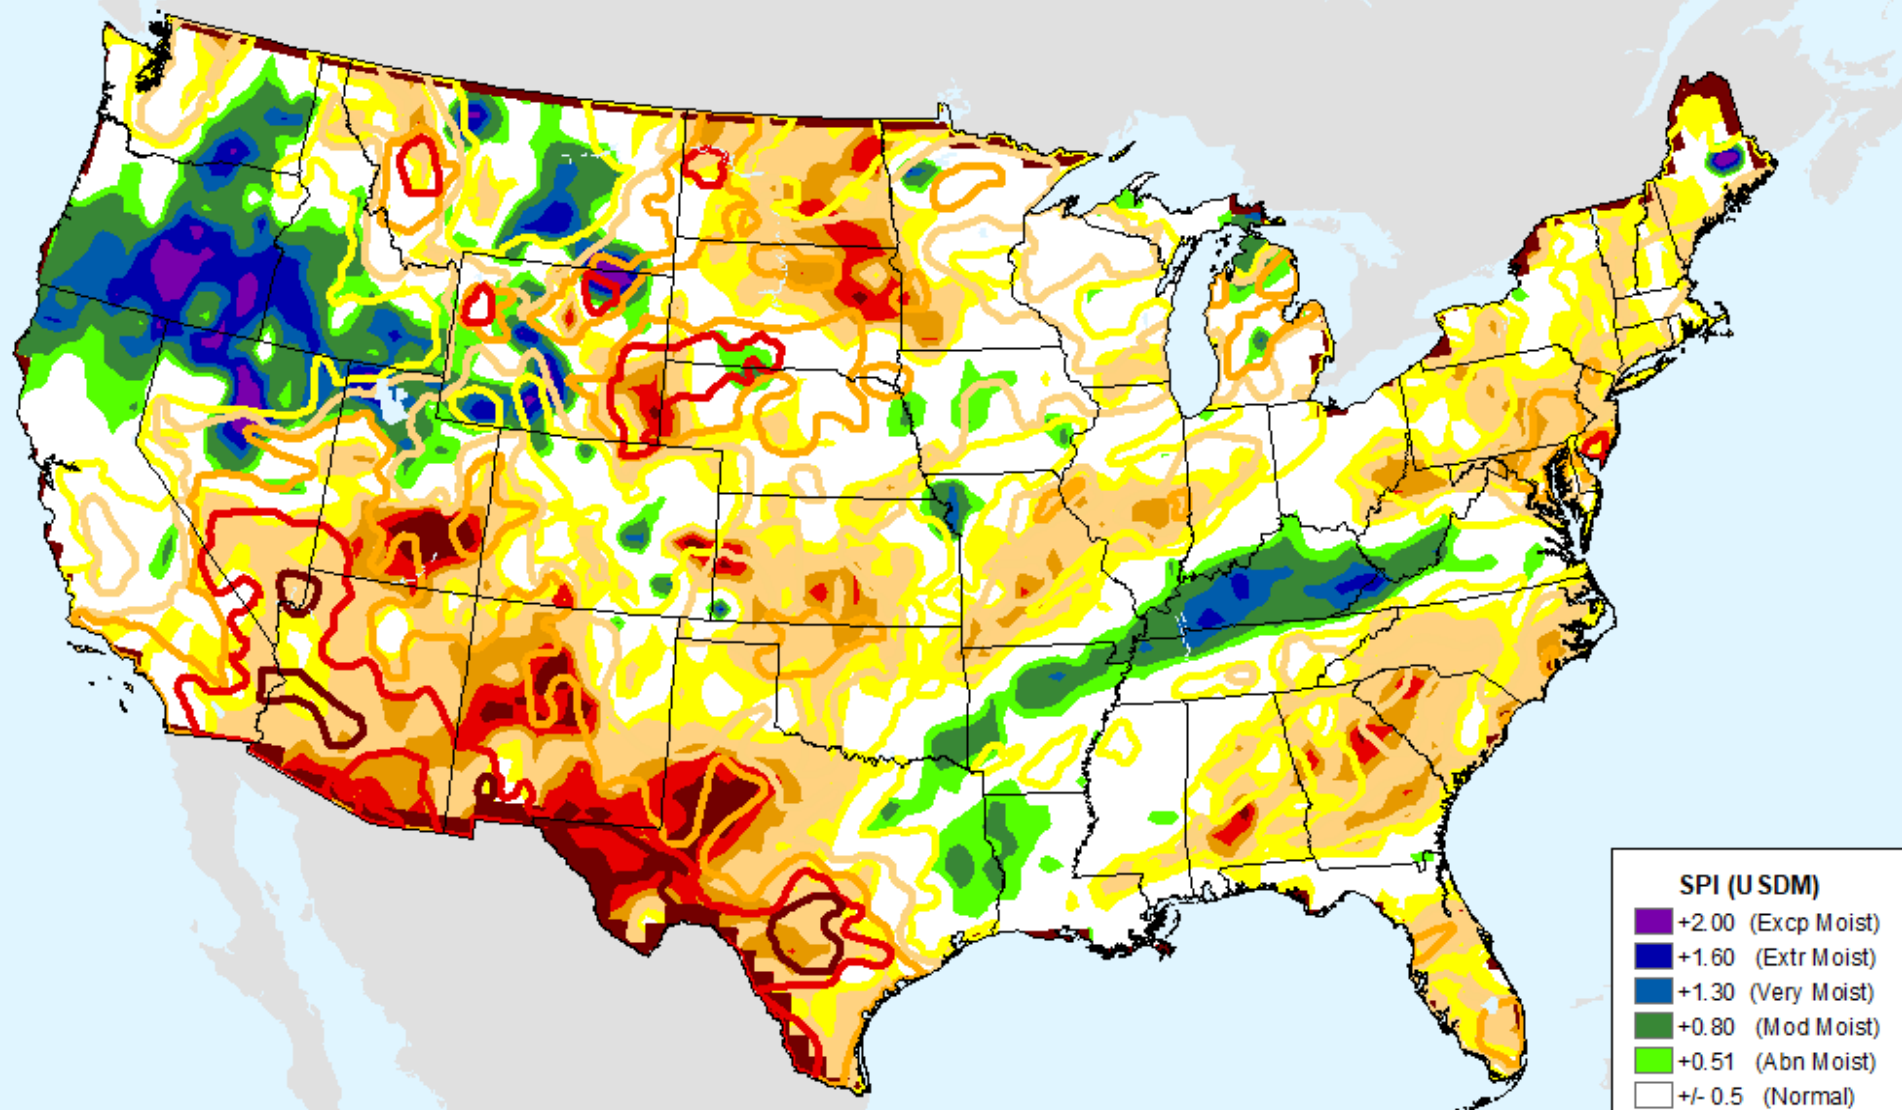 SPI (USDM)
+2.00 (Excp Moist)
+1.60 (Extr Moist)
+1.30 (Very Moist)
+0.80 (Mod Moist)
+0.51 (Abn Moist)
+/- 0.5 (Normal)